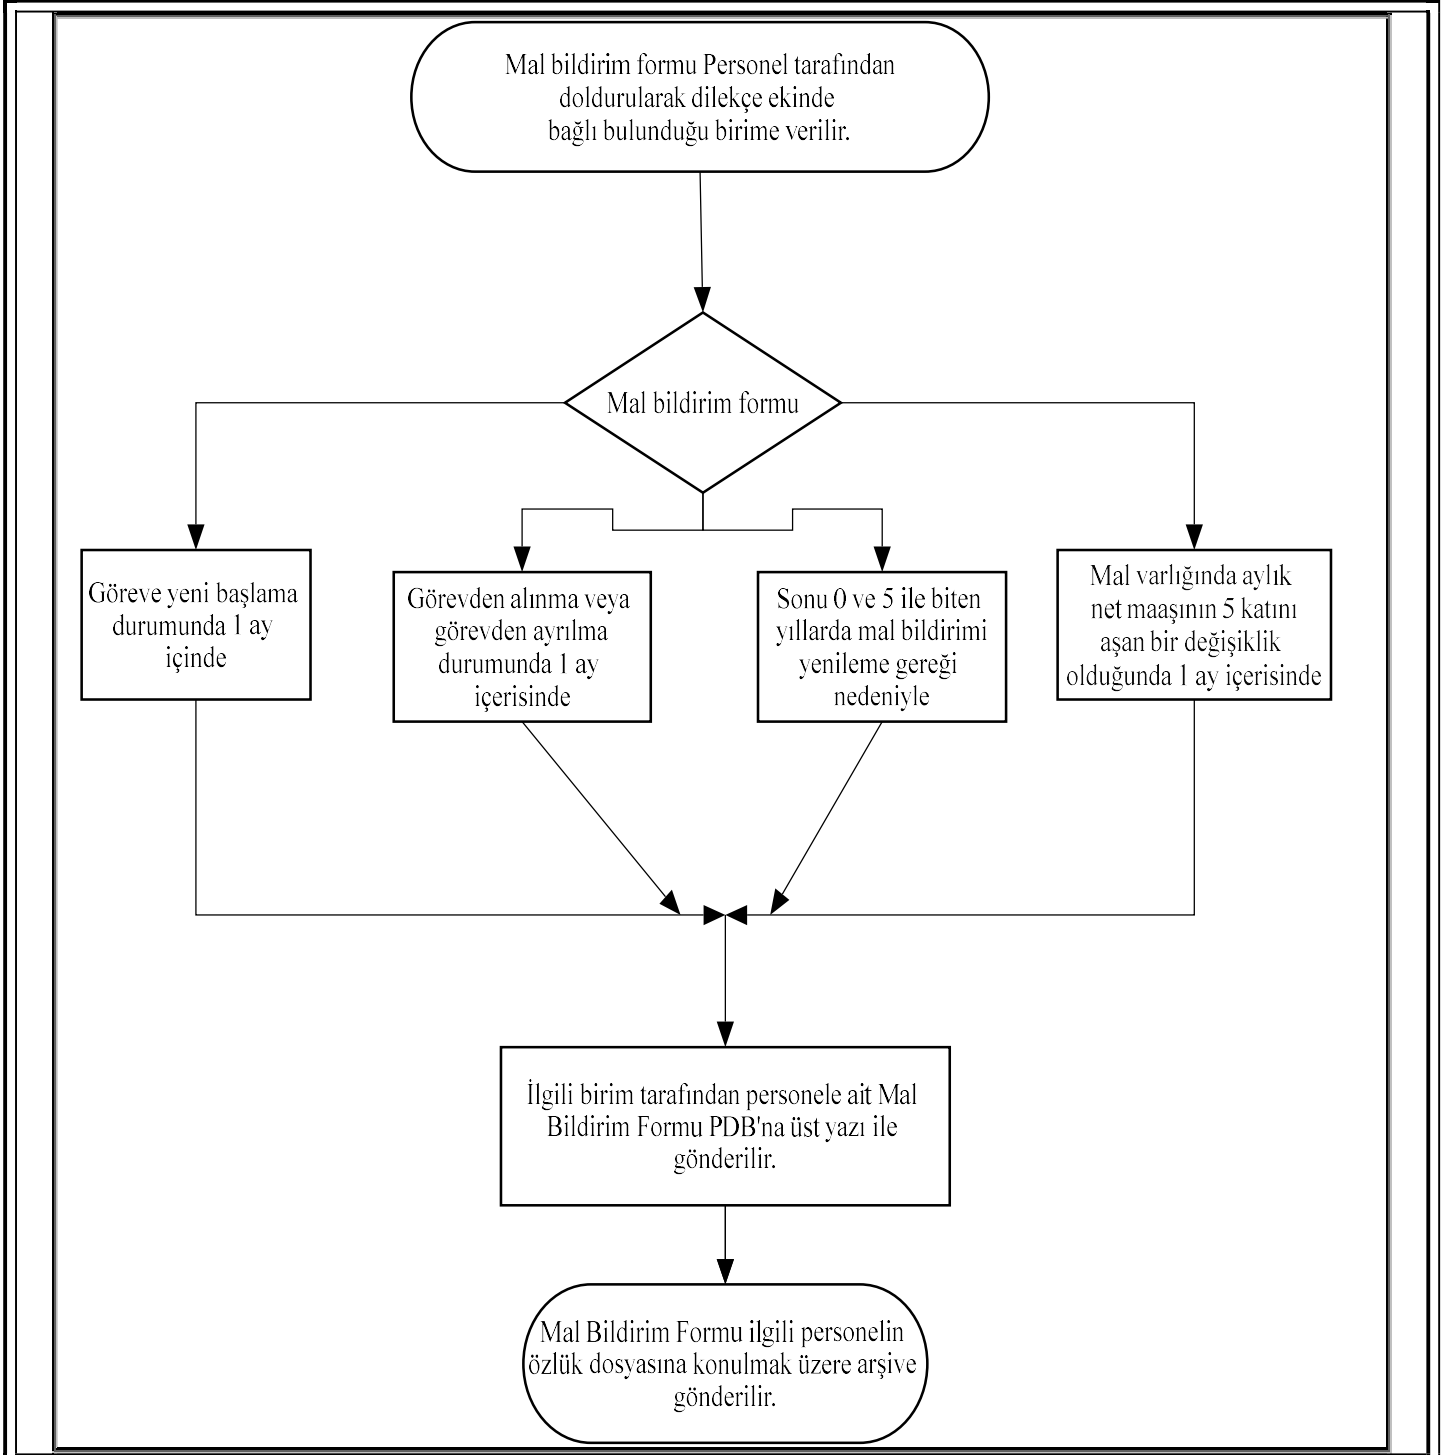 Mal bildirim formu Personel tarafından
doldurularak dilekçe ekinde
bağlı bulunduğu birime verilir.
Mal bildirim formu
Göreve yeni başlama
durumunda 1 ay
içinde
Görevden alınma veya
görevden ayrılma
durumunda 1 ay
içerisinde
Sonu 0 ve 5 ile biten
yıllarda mal bildirimi
yenileme gereği
nedeniyle
Mal varlığında aylık
net maaşının 5 katını
aşan bir değişiklik
olduğunda 1 ay içerisinde
İlgili birim tarafından personele ait Mal
Bildirim Formu PDB'na üst yazı ile
gönderilir.
Mal Bildirim Formu ilgili personelin
özlük dosyasına konulmak üzere arşive
gönderilir.